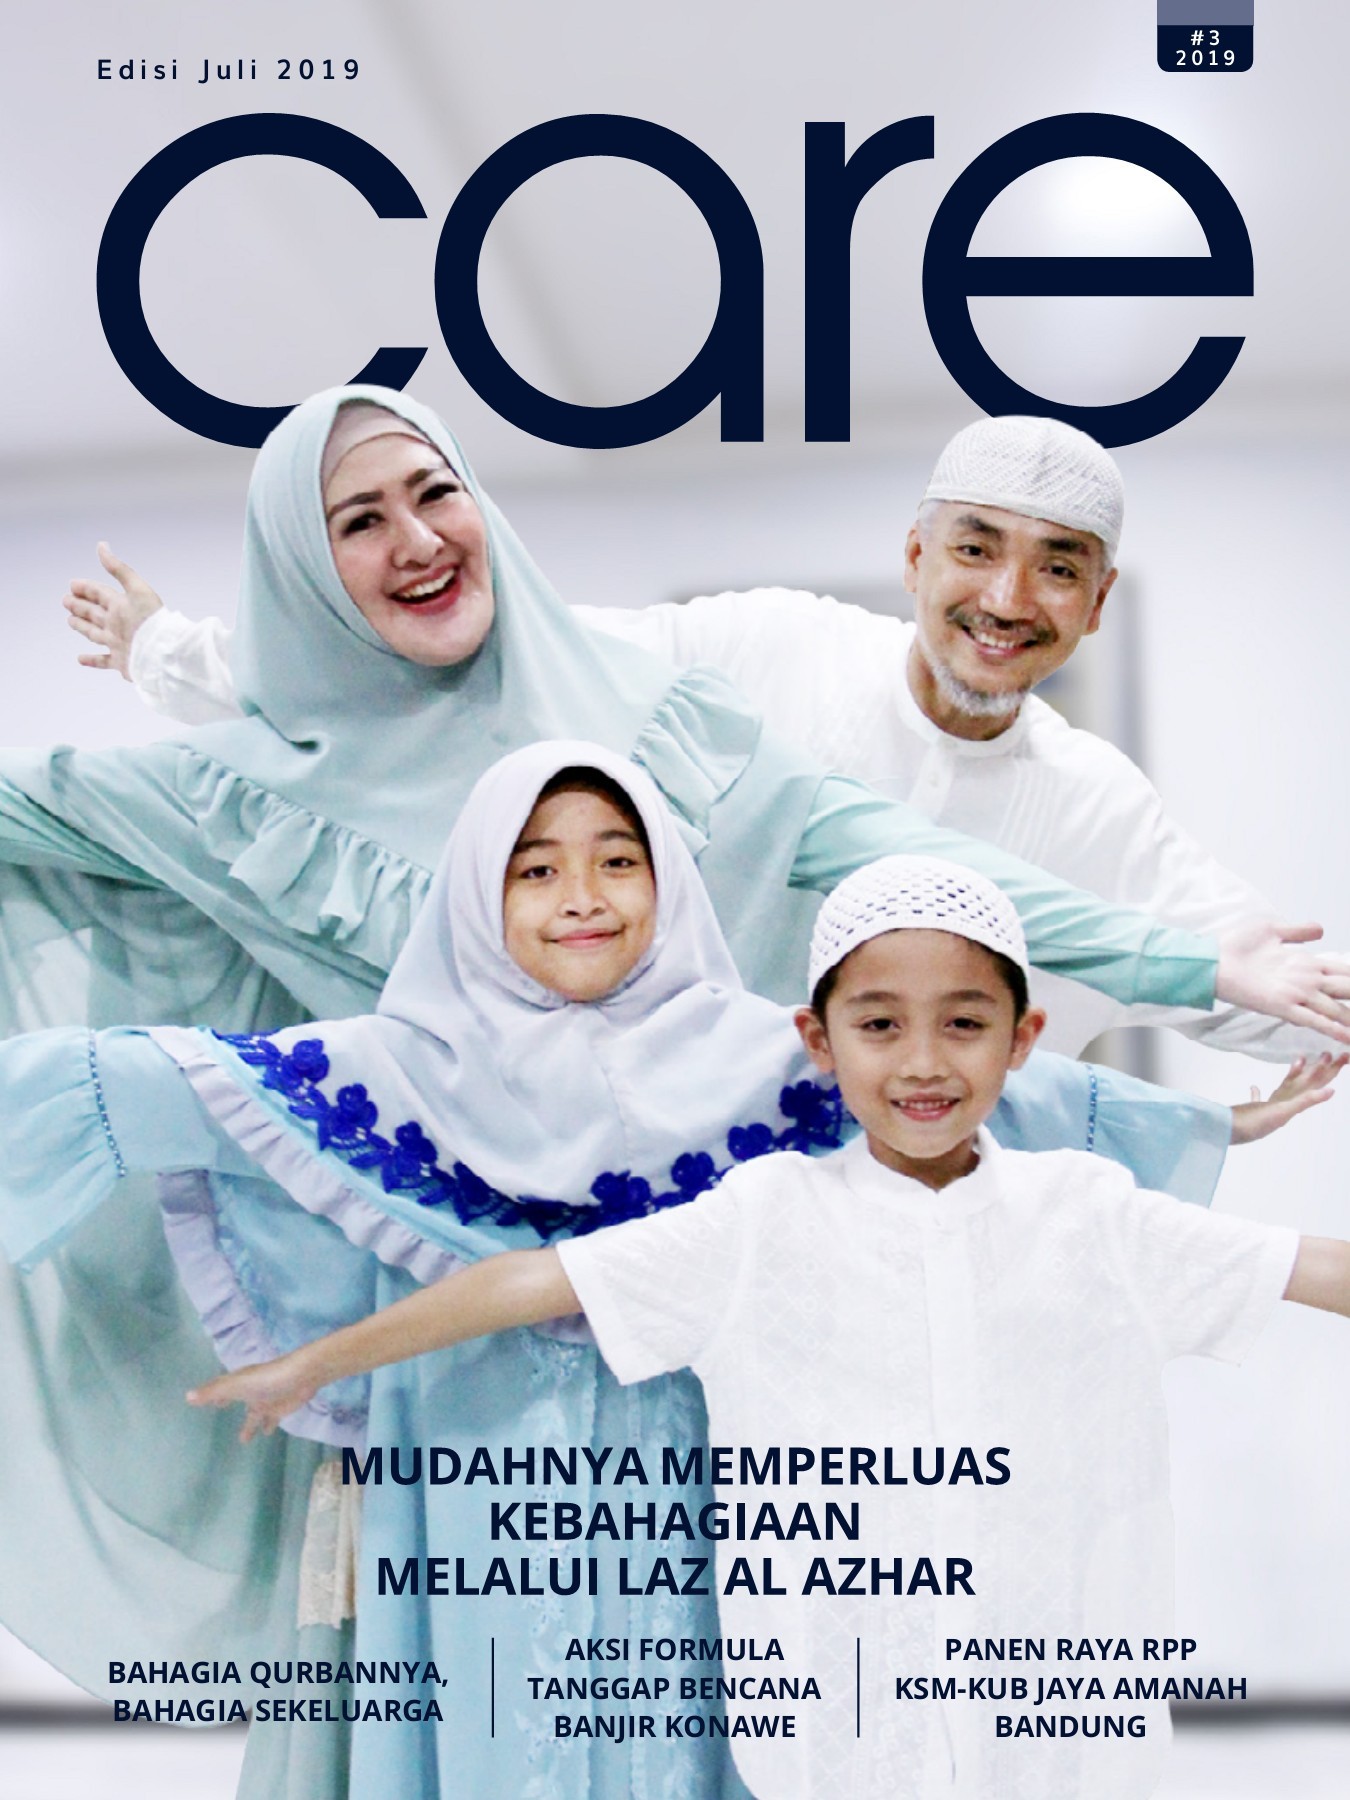 Edisi Juli 2019
#3
2019
care
MUDAHNYA MEMPERLUAS
KEBAHAGIAAN
MELALUI LAZ AL AZHAR
BAHAGIA QURBANNYA,
BAHAGIA SEKELUARGA
AKSI FORMULA
TANGGAP BENCANA
BANJIR KONAWE
PANEN RAYA RPP
KSM-KUB JAYA AMANAH
BANDUNG